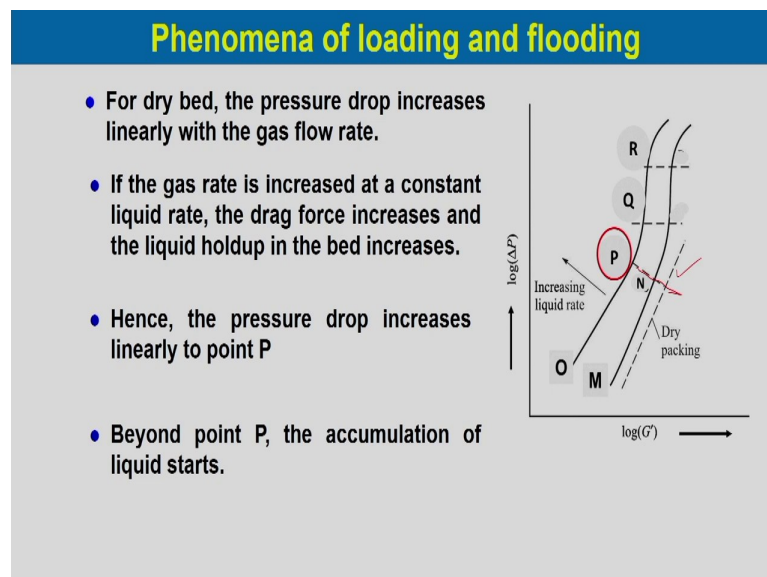 Phenomena of loading and flooding
● For dry bed, the pressure drop increases
linearly with the gas flow rate.
● If the gas rate is increased at a constant
liquid rate, the drag force increases and
the liquid holdup in the bed increases.
● Hence, the pressure drop increases
linearly to point P
● Beyond point P, the accumulation of
liquid starts.
R
Q
P
N
Increasing
liquid rate
log(ΔP)
Dry
packing
O
M
log(G′)